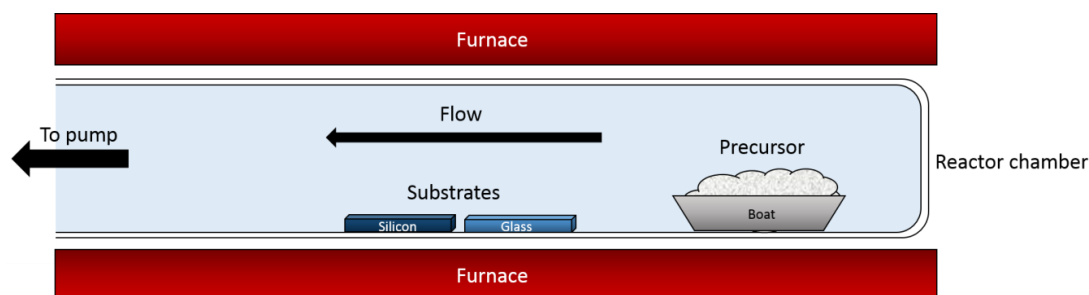 Furnace
Flow
To pump
Precursor
Reactor chamber
Substrates
Silicon
Glass
Boat
Furnace